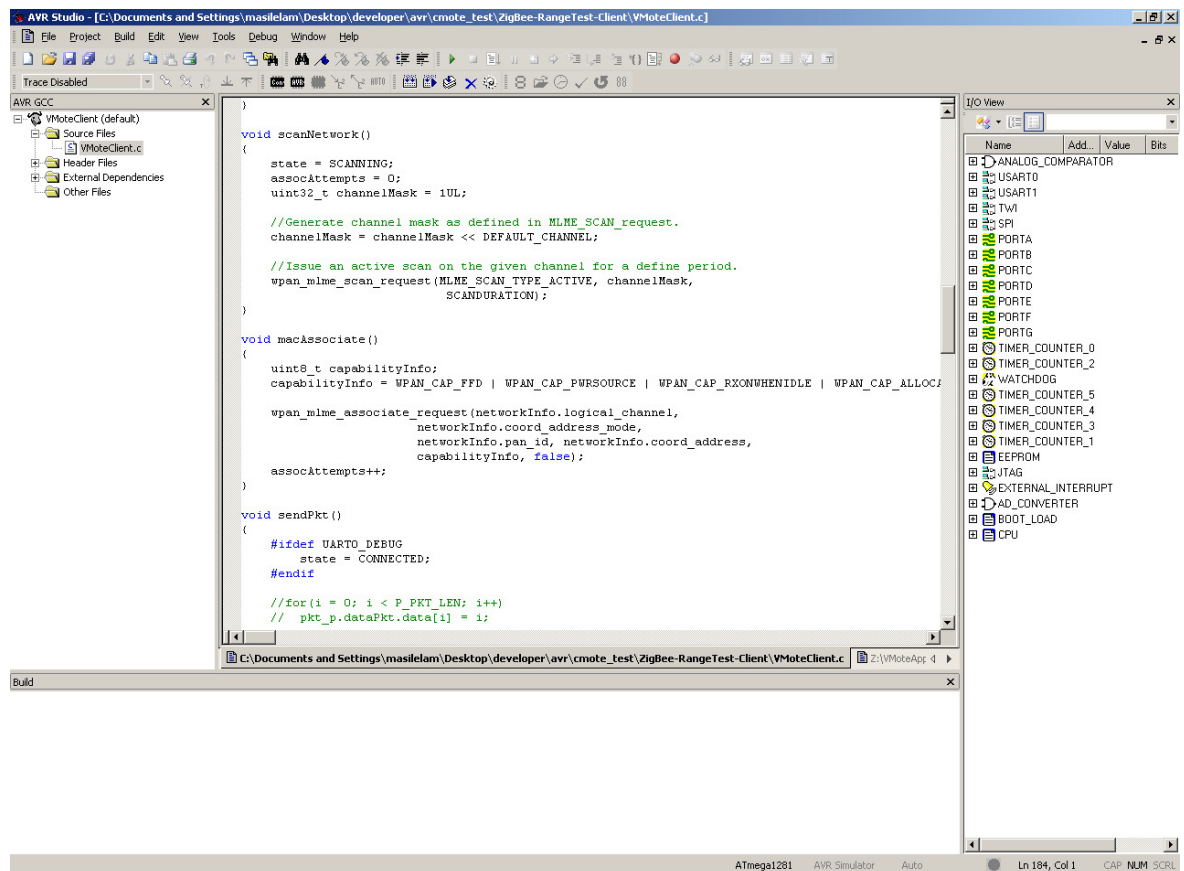 AVR Studio - [C:\Documents and Settings\masilelam\Desktop\developer\avr\cmote_test\ZigBee-RangeTest-Client\VMoteClient.c]
File Project Build Edit View Tools Debug Window Help
Trace Disabled
AVR GCC
VMoteClient (default)
Source Files
VMoteClient.c
Header Files
External Dependencies
Other Files
}
void scanNetwork()
{
state = SCANNING;
assocAttempts = 0;
uint32_t channelMask = 1UL;
//Generate channel mask as defined in MLME_SCAN_request.
channelMask = channelMask << DEFAULT_CHANNEL;
//Issue an active scan on the given channel for a define period.
wpan_mlme_scan_request(MLME_SCAN_TYPE_ACTIVE, channelMask,
SCANDURATION);
}
void macAssociate()
{
uint8_t capabilityInfo;
capabilityInfo = WPAN_CAP_FFD | WPAN_CAP_PWRSOURCE | WPAN_CAP_RXONWHENIDLE | WPAN_CAP_ALLOCA
wpan_mlme_associate_request(networkInfo.logical_channel,
networkInfo.coord_address_mode,
networkInfo.pan_id, networkInfo.coord_address,
capabilityInfo, false);
assocAttempts++;
}
void sendPkt()
{
#ifdef UART0_DEBUG
state = CONNECTED;
#endif
//for(i = 0; i < P_PKT_LEN; i++)
// pkt_p.dataPkt.data[i] = i;
C:\Documents and Settings\masilelam\Desktop\developer\avr\cmote_test\ZigBee-RangeTest-Client\VMoteClient.c
Z:\VMoteApp
I/O View
Name Add... Value Bits
ANALOG_COMPARATOR
USART0
USART1
TWI
SPI
PORTA
PORTB
PORTC
PORTD
PORTE
PORTF
PORTG
TIMER_COUNTER_0
TIMER_COUNTER_2
WATCHDOG
TIMER_COUNTER_5
TIMER_COUNTER_4
TIMER_COUNTER_3
TIMER_COUNTER_1
EEPROM
JTAG
EXTERNAL_INTERRUPT
AD_CONVERTER
BOOT_LOAD
CPU
Build
ATmega1281 AVR Simulator Auto Ln 184, Col 1 CAP NUM SCRL